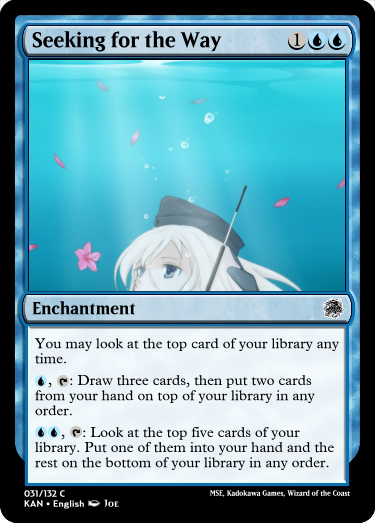 Seeking for the Way 1
Enchantment
You may look at the top card of your library any
time.
, : Draw three cards, then put two cards
from your hand on top of your library in any
order.
, : Look at the top five cards of your
library. Put one of them into your hand and the
rest on the bottom of your library in any order.
031/132 C
KAN • English JOE
MSE, Kadokawa Games, Wizard of the Coast